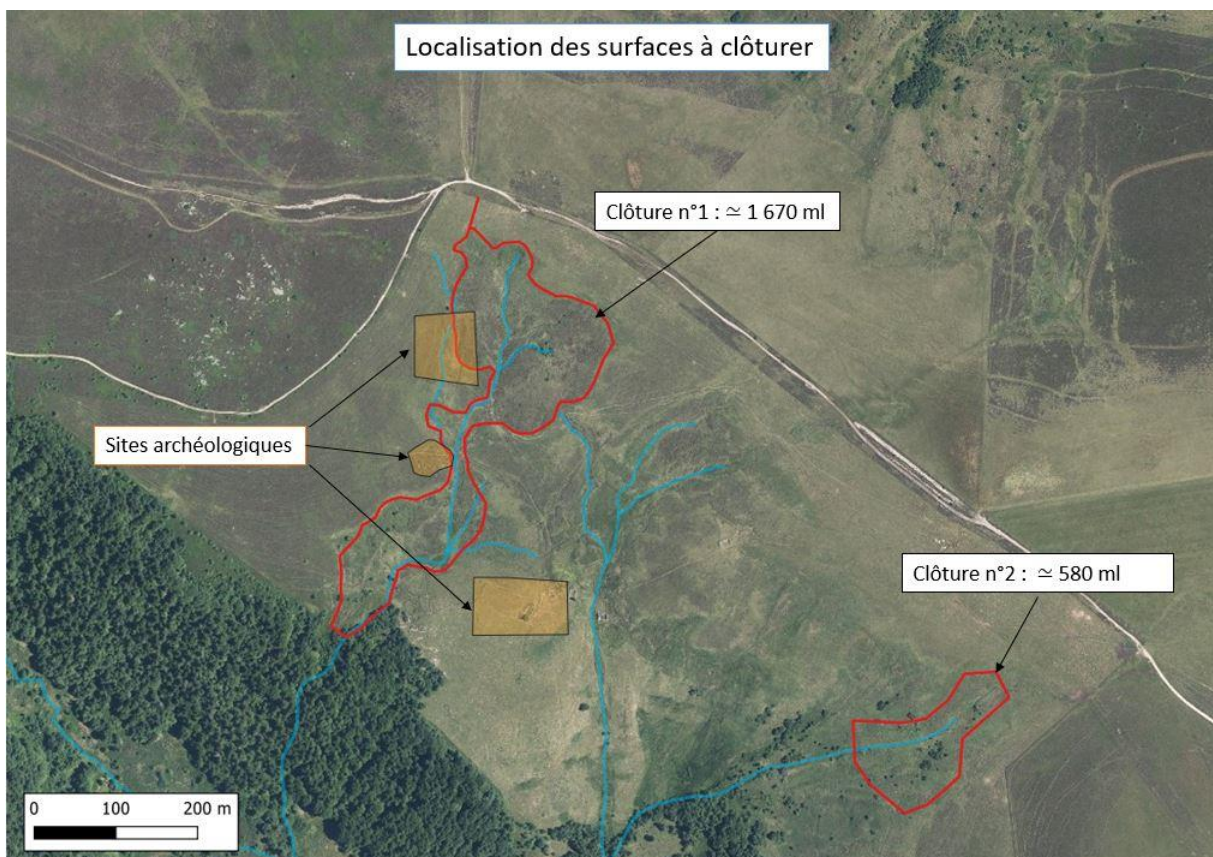 Localisation des surfaces à clôturer
Clôture n°1 : ≃ 1 670 ml
Sites archéologiques
Clôture n°2 : ≃ 580 ml
0 100 200 m